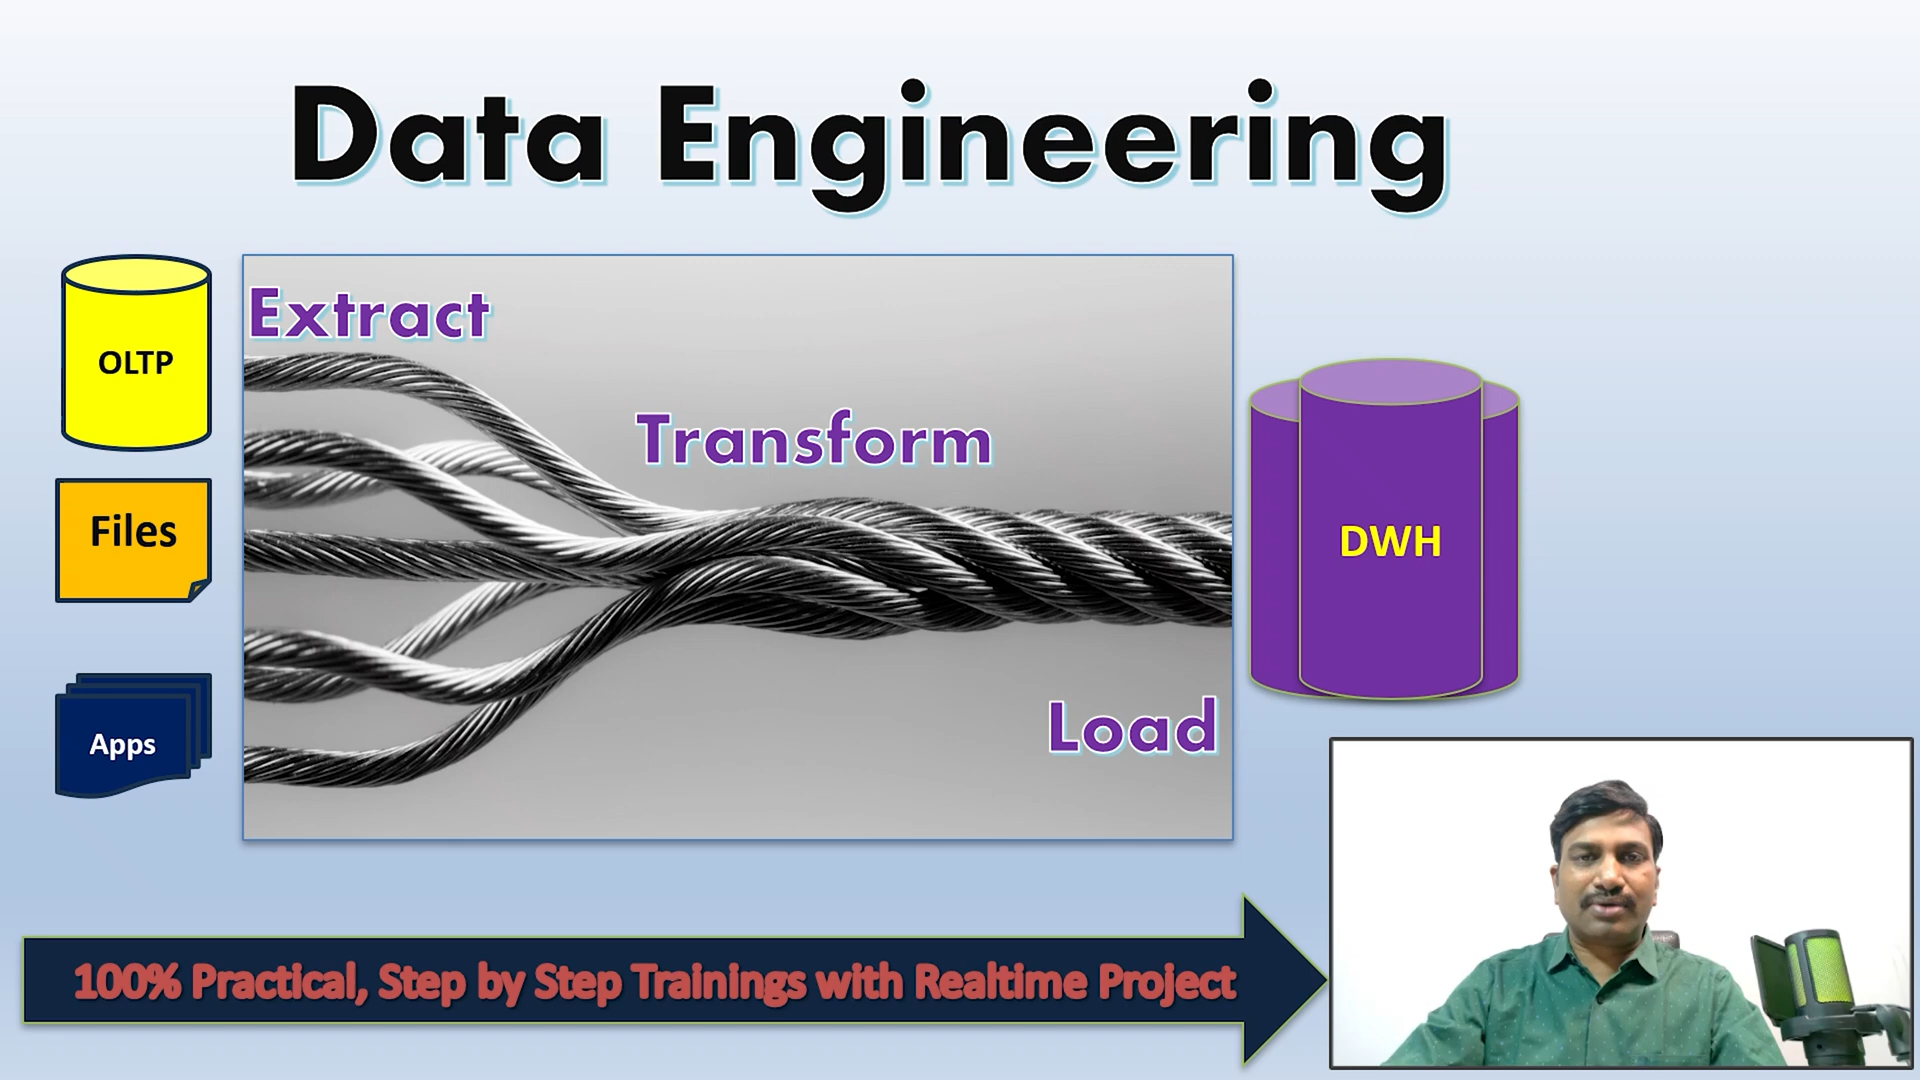 Data Engineering
OLTP
Extract
Transform
Files
DWH
Apps
Load
100% Practical, Step by Step Trainings with Realtime Project